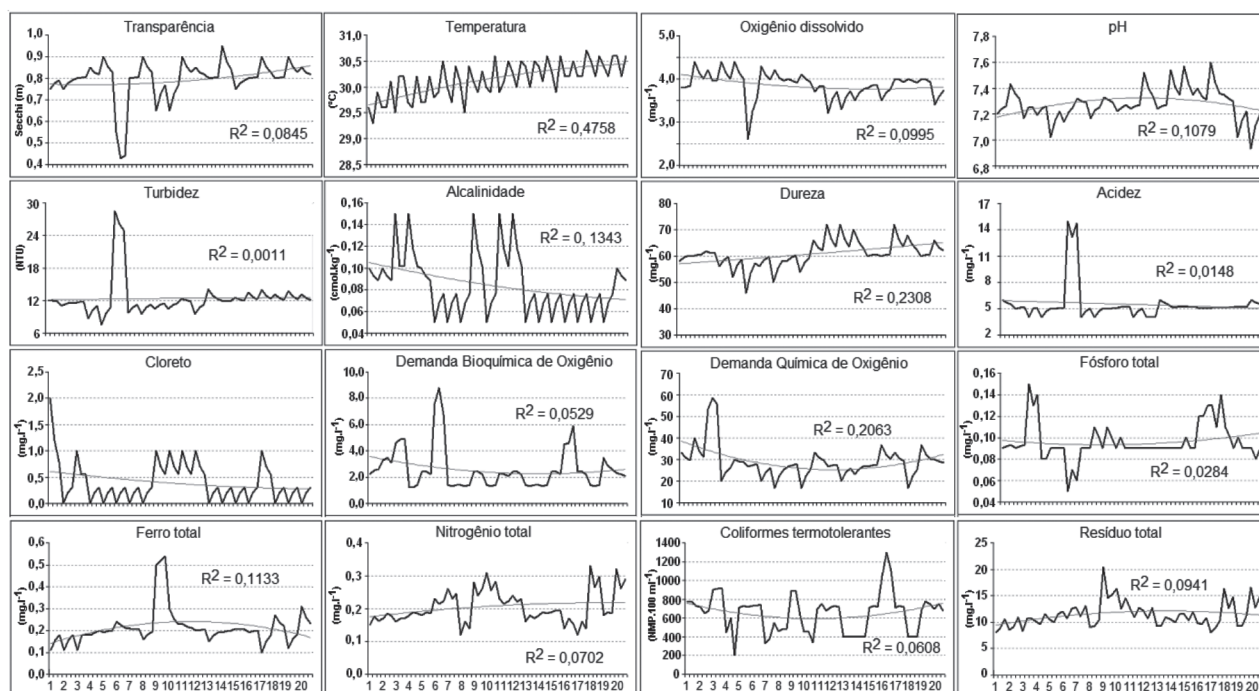 Transparência
Secchi (m)
1,0
0,9
0,8
0,7
0,6
0,5
0,4
R² = 0,0845
Temperatura
(°C)
31,0
30,5
30,0
29,5
29,0
28,5
R² = 0,4758
Oxigênio dissolvido
(mg.l⁻¹)
6,0
5,0
4,0
3,0
2,0
R² = 0,0995
pH
7,8
7,6
7,4
7,2
7,0
6,8
R² = 0,1079
Turbidez
(NTU)
30
24
18
12
6
R² = 0,0011
Alcalinidade
(cmol.kg⁻¹)
0,16
0,14
0,12
0,10
0,08
0,06
0,04
R² = 0, 1343
Dureza
(mg.l⁻¹)
80
70
60
50
40
30
R² = 0,2308
Acidez
(mg.l⁻¹)
17
14
11
8
5
2
R² = 0,0148
Cloreto
(mg.l⁻¹)
2,5
2,0
1,5
1,0
0,5
0,0
Demanda Bioquímica de Oxigênio
(mg.l⁻¹)
10,0
8,0
6,0
4,0
2,0
0,0
R² = 0,0529
Demanda Química de Oxigênio
(mg.l⁻¹)
70
60
50
40
30
20
10
R² = 0,2063
Fósforo total
(mg.l⁻¹)
0,16
0,14
0,12
0,10
0,08
0,06
0,04
R² = 0,0284
Ferro total
(mg.l⁻¹)
0,6
0,5
0,4
0,3
0,2
0,1
0,0
R² = 0,1133
1 2 3 4 5 6 7 8 9 10 11 12 13 14 15 16 17 18 19 20
Nitrogênio total
(mg.l⁻¹)
0,4
0,3
0,2
0,1
0,0
R² = 0,0702
1 2 3 4 5 6 7 8 9 10 11 12 13 14 15 16 17 18 19 20
Coliformes termotolerantes
(NMP.100 ml⁻¹)
1400
1200
1000
800
600
400
200
0
R² = 0,0608
1 2 3 4 5 6 7 8 9 10 11 12 13 14 15 16 17 18 19 20
Resíduo total
(mg.l⁻¹)
25
20
15
10
5
0
R² = 0,0941
1 2 3 4 5 6 7 8 9 10 11 12 13 14 15 16 17 18 19 20